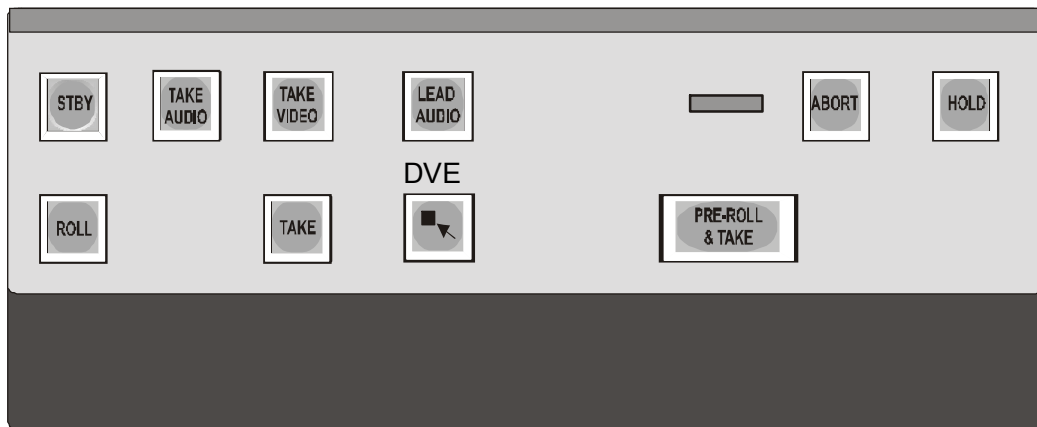 STBY
TAKE
AUDIO
TAKE
VIDEO
LEAD
AUDIO
ABORT
HOLD
DVE
ROLL
TAKE
PRE-ROLL
& TAKE